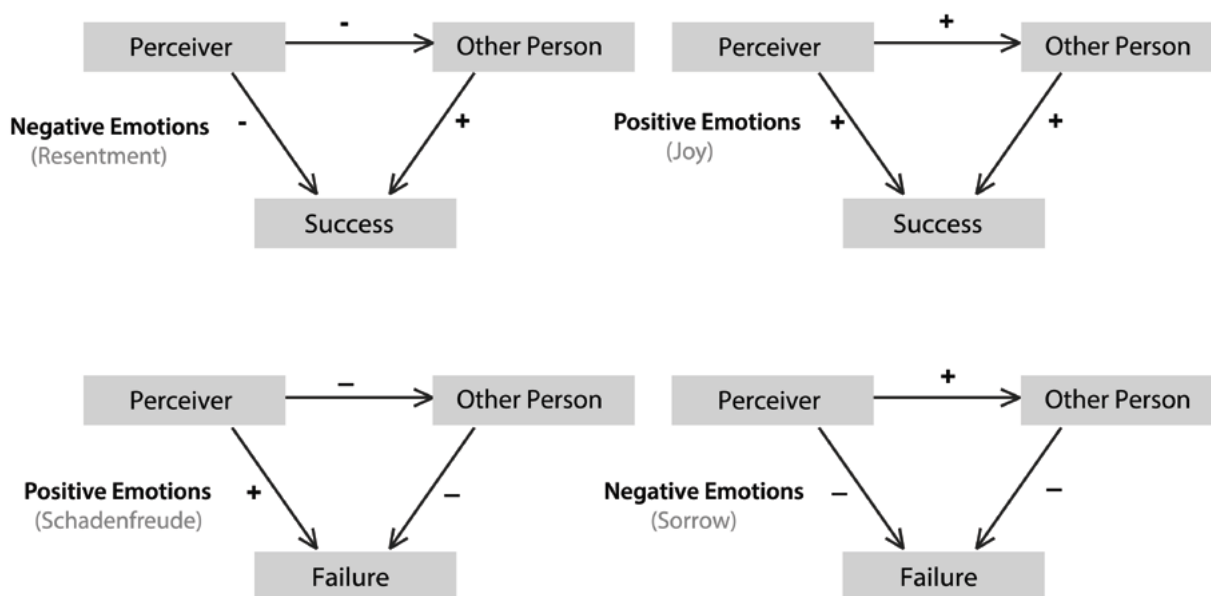 -
+
Perceiver
Other Person
Perceiver
Other Person
Negative Emotions
-
+
Positive Emotions
+
+
(Resentment)
(Joy)
Success
Success
–
+
Perceiver
Other Person
Perceiver
Other Person
Positive Emotions
+
–
Negative Emotions
–
–
(Schadenfreude)
(Sorrow)
Failure
Failure